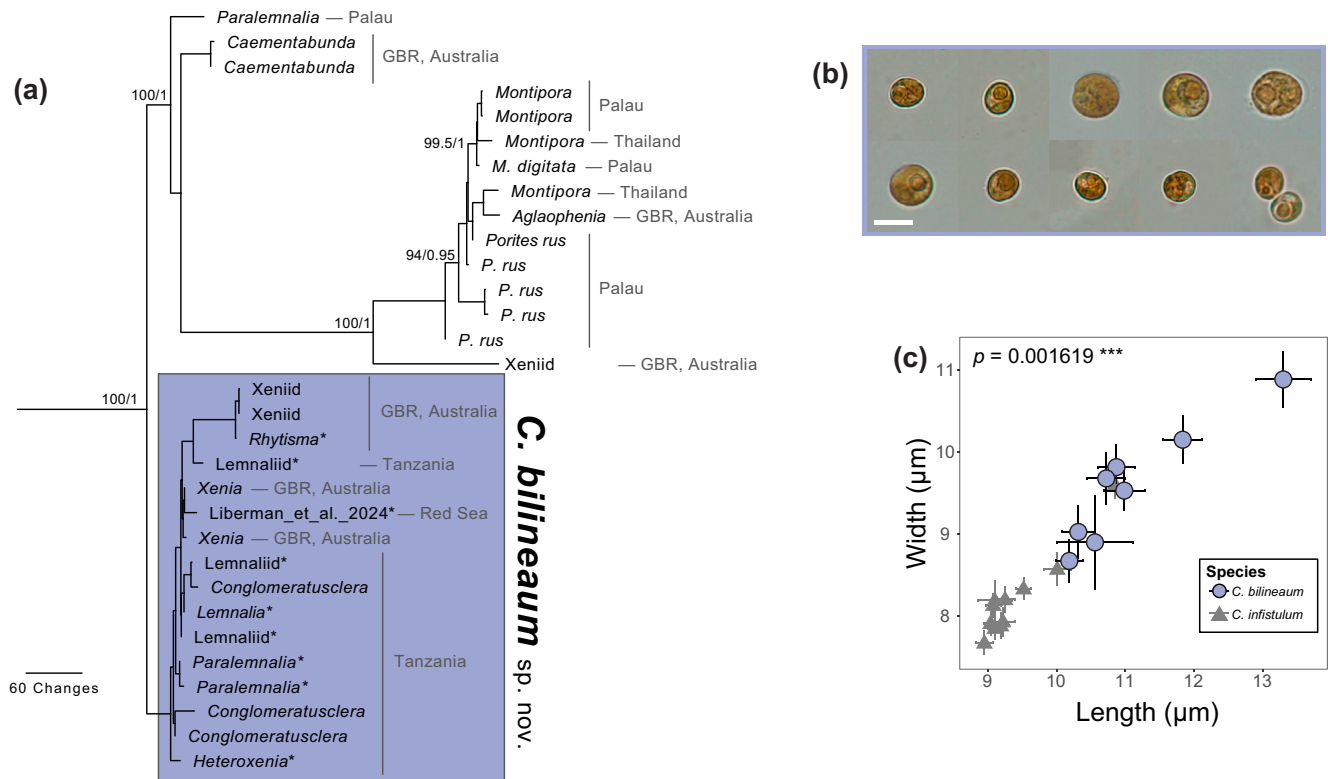 (a)
Paralemnalia — Palau
Caementabunda
Caementabunda
GBR, Australia
100/1
Montipora
Montipora
Palau
99.5/1
Montipora — Thailand
M. digitata — Palau
Montipora — Thailand
Aglaophenia — GBR, Australia
Porites rus
94/0.95
P. rus
P. rus
P. rus
P. rus
Palau
100/1
Xeniid — GBR, Australia
100/1
Xeniid
Xeniid
Rhytisma*
GBR, Australia
Lemnaliid* — Tanzania
Xenia — GBR, Australia
Liberman_et_al._2024* — Red Sea
Xenia — GBR, Australia
Lemnaliid*
Conglomeratusclera
Lemnalia*
Lemnaliid*
Paralemnalia*
Paralemnalia*
Conglomeratusclera
Conglomeratusclera
Heteroxenia*
Tanzania
C. bilineaum sp. nov.
60 Changes
(b)
(c)
p = 0.001619 ***
Width (µm)
11
10
9
8
9 10 11 12 13
Length (µm)
Species
C. bilineaum
C. infistulum